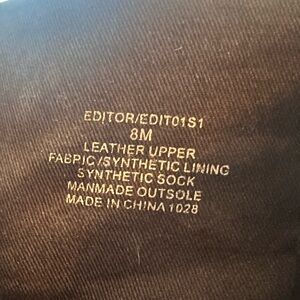 EDITOR/EDIT01S1
8M
LEATHER UPPER
FABRIC/SYNTHETIC LINING
SYNTHETIC SOCK
MANMADE OUTSOLE
MADE IN CHINA 1028